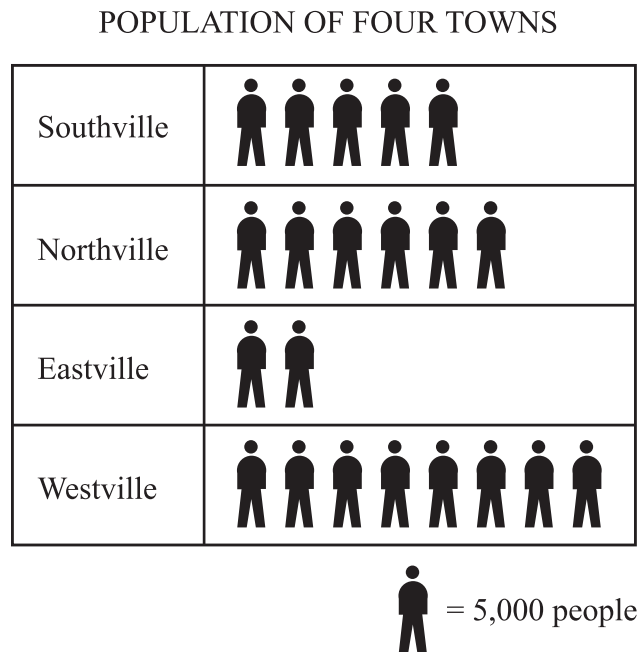 POPULATION OF FOUR TOWNS
Southville
Northville
Eastville
Westville
= 5,000 people